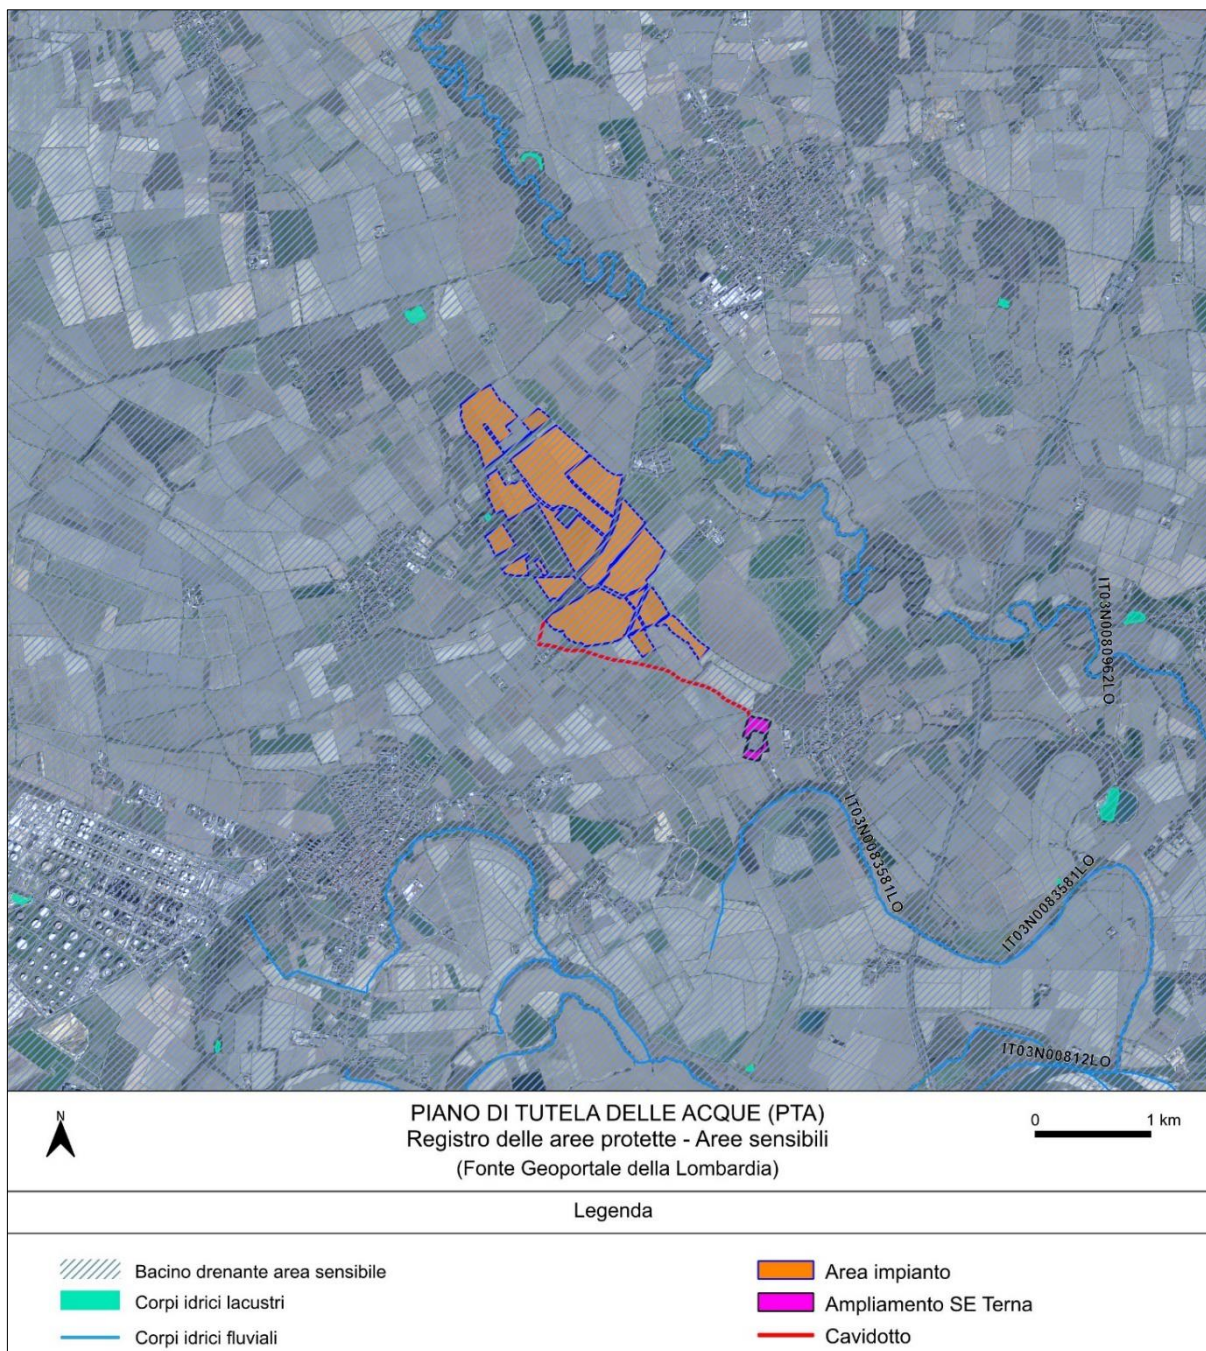 IT03N0080962LO
IT03N0083581LO
IT03N0083581LO
IT03N00812LO
N
PIANO DI TUTELA DELLE ACQUE (PTA)
Registro delle aree protette - Aree sensibili
(Fonte Geoportale della Lombardia)
0 1 km
Legenda
Bacino drenante area sensibile
Corpi idrici lacustri
Corpi idrici fluviali
Area impianto
Ampliamento SE Terna
Cavidotto